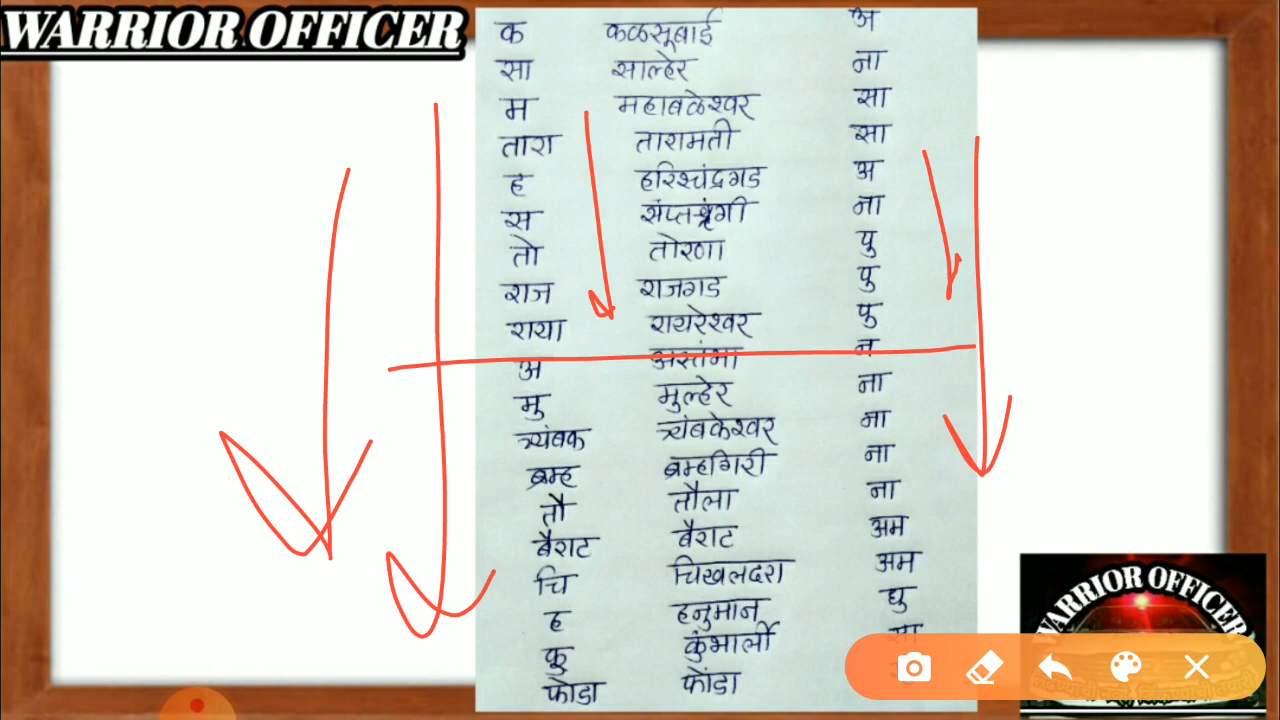 WARRIOR OFFICER
क कळसूबाई अ
सा साल्हेर ना
म महाबळेश्वर सा
तारा तारामती सा
ह हरिश्चंद्रगड अ
स सप्तश्रृंगी ना
तो तोरणा पु
राज राजगड पु
राया रायरेश्वर पु
अ अस्तंभा न
मु मुल्हेर ना
त्र्यंबक त्र्यंबकेश्वर ना
ब्रम्ह ब्रम्हगिरी ना
तौ तौला ना
बैराट बैराट अम
चि चिखलदरा अम
ह हनुमान धु
कु कुंभार्ली सा
फोंडा फोंडा
WARRIOR OFFICER